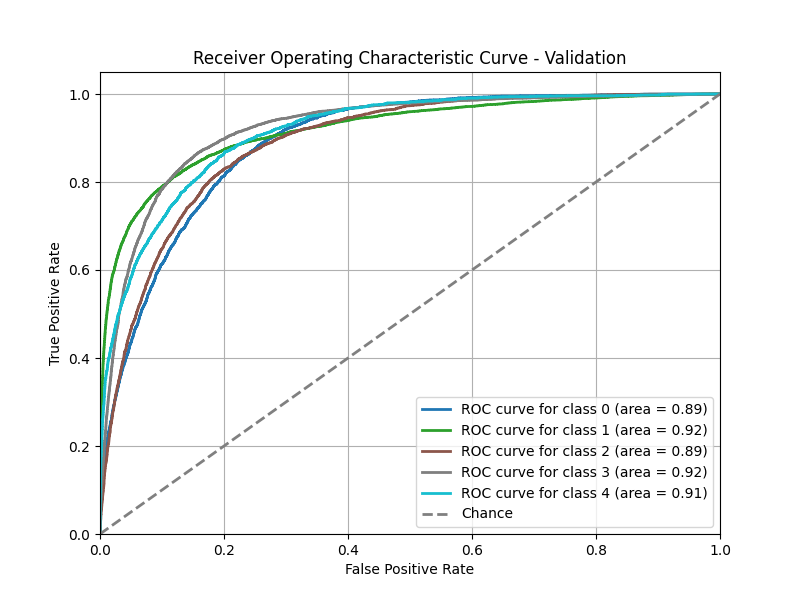 Receiver Operating Characteristic Curve - Validation
1.0
0.8
0.6
0.4
0.2
0.0
True Positive Rate
ROC curve for class 0 (area = 0.89)
ROC curve for class 1 (area = 0.92)
ROC curve for class 2 (area = 0.89)
ROC curve for class 3 (area = 0.92)
ROC curve for class 4 (area = 0.91)
Chance
0.0 0.2 0.4 0.6 0.8 1.0
False Positive Rate